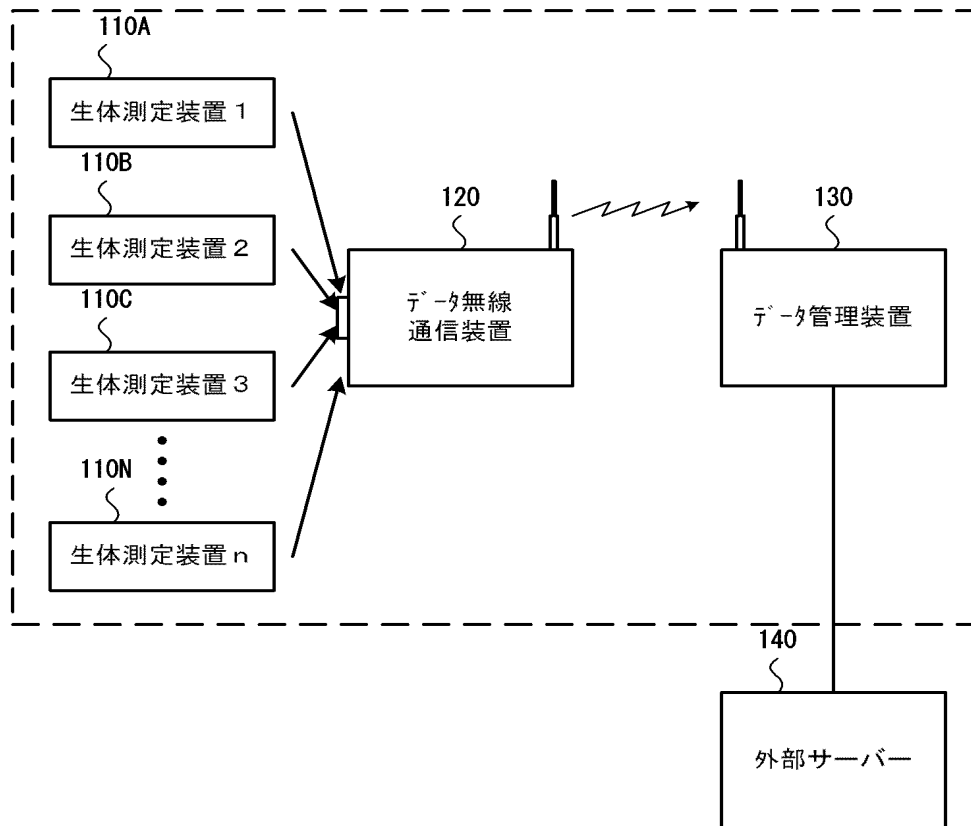 110A
生体測定装置１
110B
生体測定装置２
110C
生体測定装置３
110N
生体測定装置ｎ
120
ﾃﾞｰﾀ無線
通信装置
130
ﾃﾞｰﾀ管理装置
140
外部サーバー